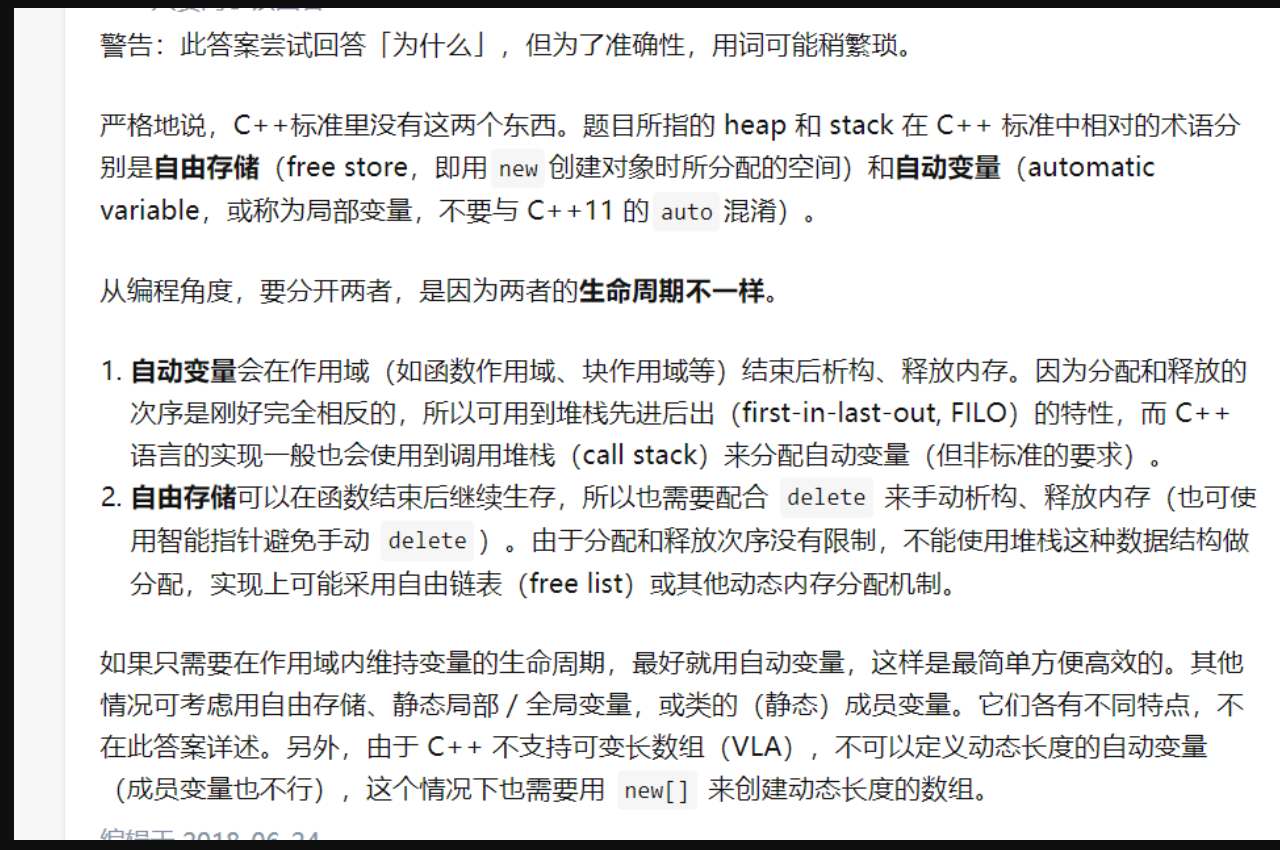 警告：此答案尝试回答「为什么」，但为了准确性，用词可能稍繁琐。
严格地说，C++标准里没有这两个东西。题目所指的 heap 和 stack 在 C++ 标准中相对的术语分
别是自由存储（free store，即用 new 创建对象时所分配的空间）和自动变量（automatic
variable，或称为局部变量，不要与 C++11 的 auto 混淆）。
从编程角度，要分开两者，是因为两者的生命周期不一样。
1. 自动变量会在作用域（如函数作用域、块作用域等）结束后析构、释放内存。因为分配和释放的
次序是刚好完全相反的，所以可用到堆栈先进后出（first-in-last-out, FILO）的特性，而 C++
语言的实现一般也会使用到调用堆栈（call stack）来分配自动变量（但非标准的要求）。
2. 自由存储可以在函数结束后继续生存，所以也需要配合 delete 来手动析构、释放内存（也可使
用智能指针避免手动 delete ）。由于分配和释放次序没有限制，不能使用堆栈这种数据结构做
分配，实现上可能采用自由链表（free list）或其他动态内存分配机制。
如果只需要在作用域内维持变量的生命周期，最好就用自动变量，这样是最简单方便高效的。其他
情况可考虑用自由存储、静态局部 / 全局变量，或类的（静态）成员变量。它们各有不同特点，不
在此答案详述。另外，由于 C++ 不支持可变长数组（VLA），不可以定义动态长度的自动变量
（成员变量也不行），这个情况下也需要用 new[] 来创建动态长度的数组。
编辑于 2018-06-24